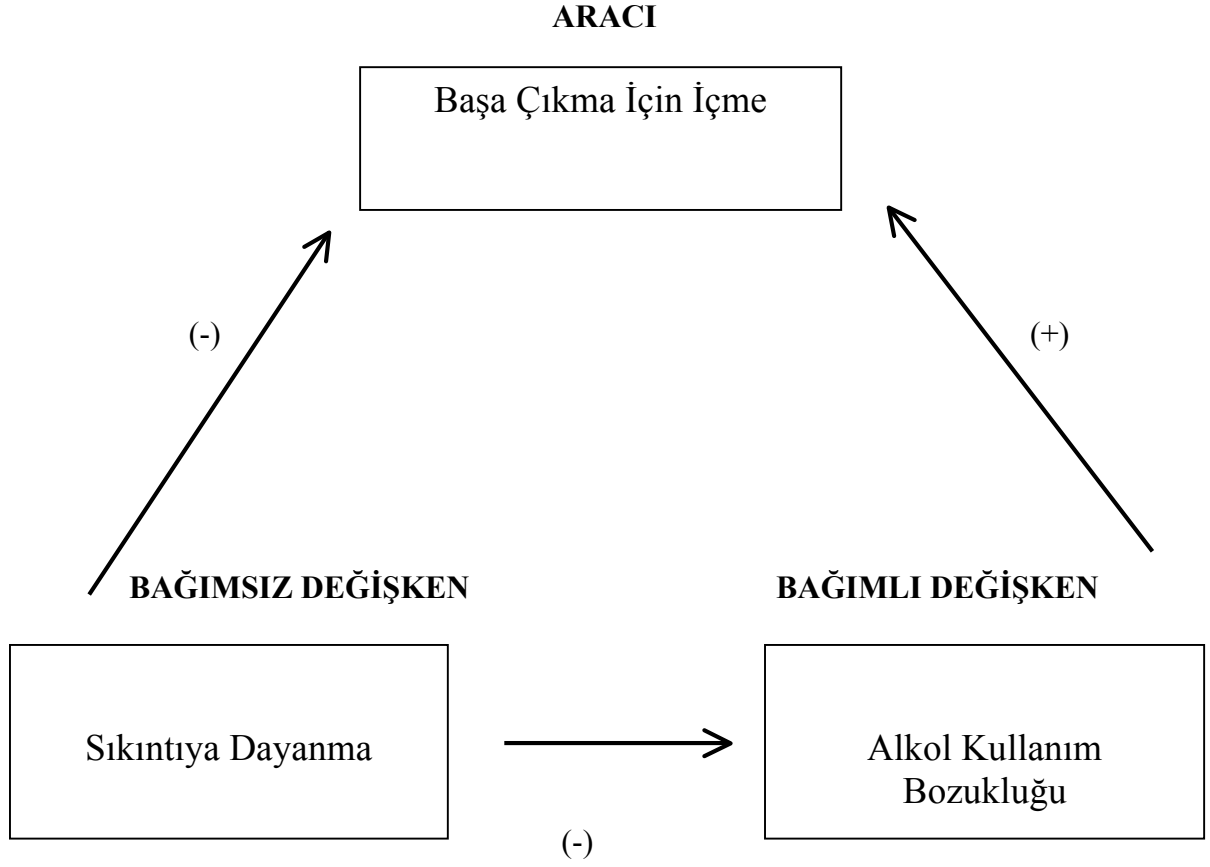 ARACI
Başa Çıkma İçin İçme
(-)
(+)
BAĞIMSIZ DEĞİŞKEN
BAĞIMLI DEĞİŞKEN
Sıkıntıya Dayanma
Alkol Kullanım
Bozukluğu
(-)